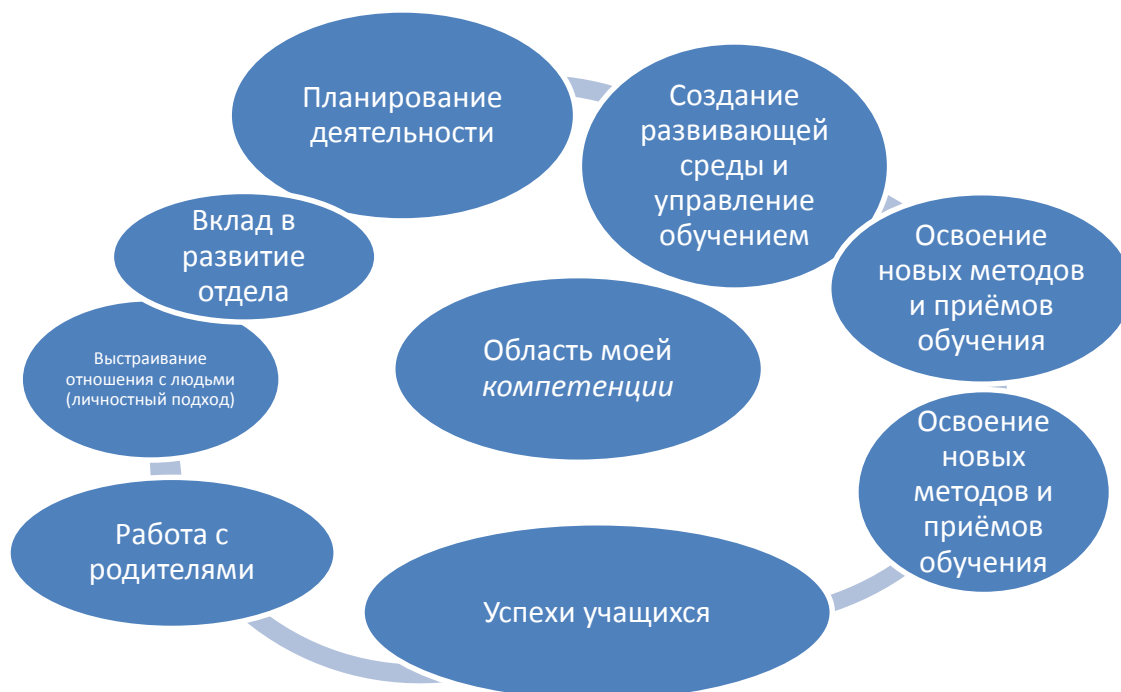 Планирование
деятельности
Создание
развивающей
среды и
управление
обучением
Освоение
новых методов
и приёмов
обучения
Освоение
новых
методов и
приёмов
обучения
Успехи учащихся
Работа с
родителями
Выстраивание
отношения с людьми
(личностный подход)
Вклад в
развитие
отдела
Область моей
компетенции